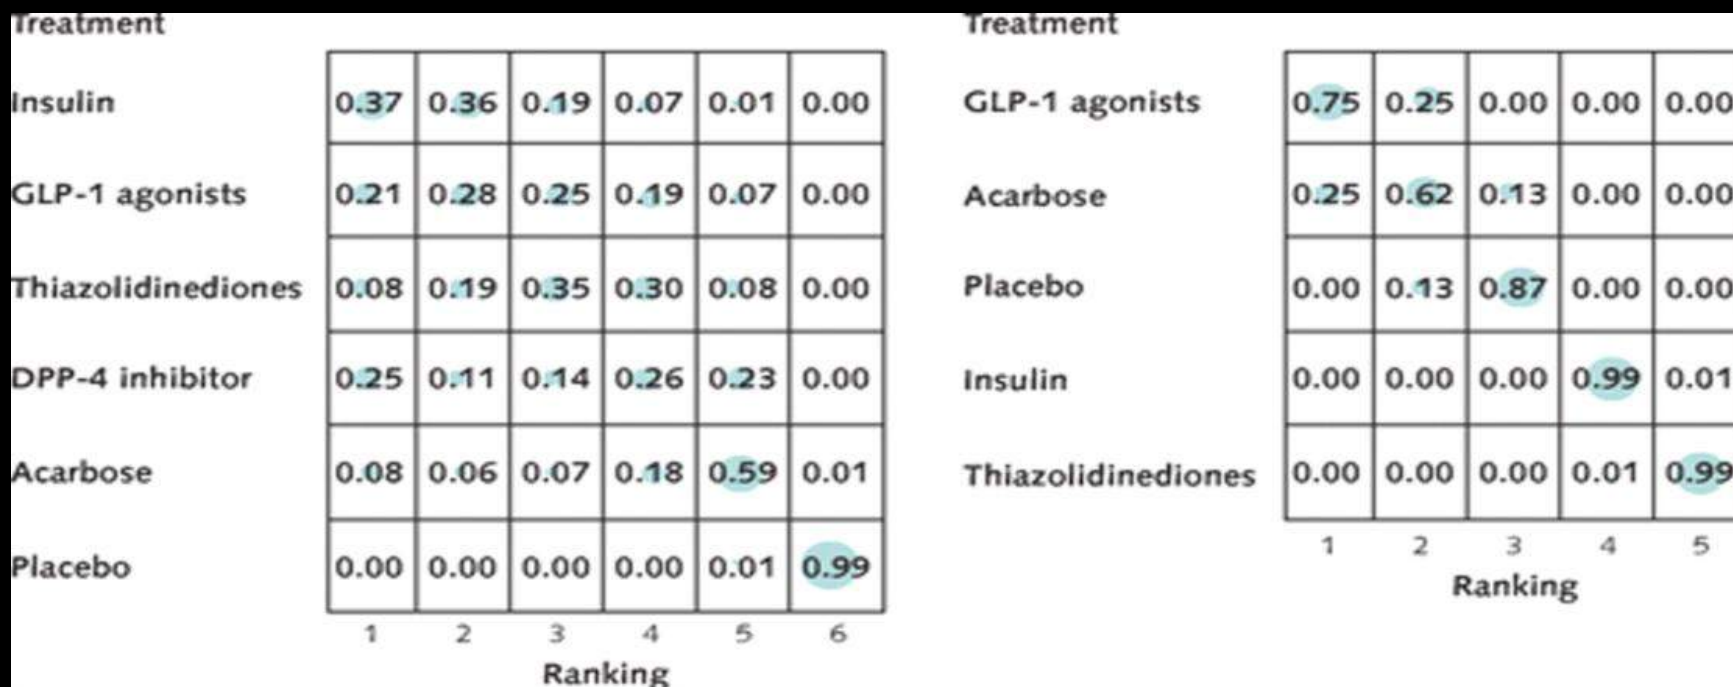 Treatment
Insulin 0.37 0.36 0.19 0.07 0.01 0.00
GLP-1 agonists 0.21 0.28 0.25 0.19 0.07 0.00
Thiazolidinediones 0.08 0.19 0.35 0.30 0.08 0.00
DPP-4 inhibitor 0.25 0.11 0.14 0.26 0.23 0.00
Acarbose 0.08 0.06 0.07 0.18 0.59 0.01
Placebo 0.00 0.00 0.00 0.00 0.01 0.99
1 2 3 4 5 6
Ranking
Treatment
GLP-1 agonists 0.75 0.25 0.00 0.00 0.00
Acarbose 0.25 0.62 0.13 0.00 0.00
Placebo 0.00 0.13 0.87 0.00 0.00
Insulin 0.00 0.00 0.00 0.99 0.01
Thiazolidinediones 0.00 0.00 0.00 0.01 0.99
1 2 3 4 5
Ranking